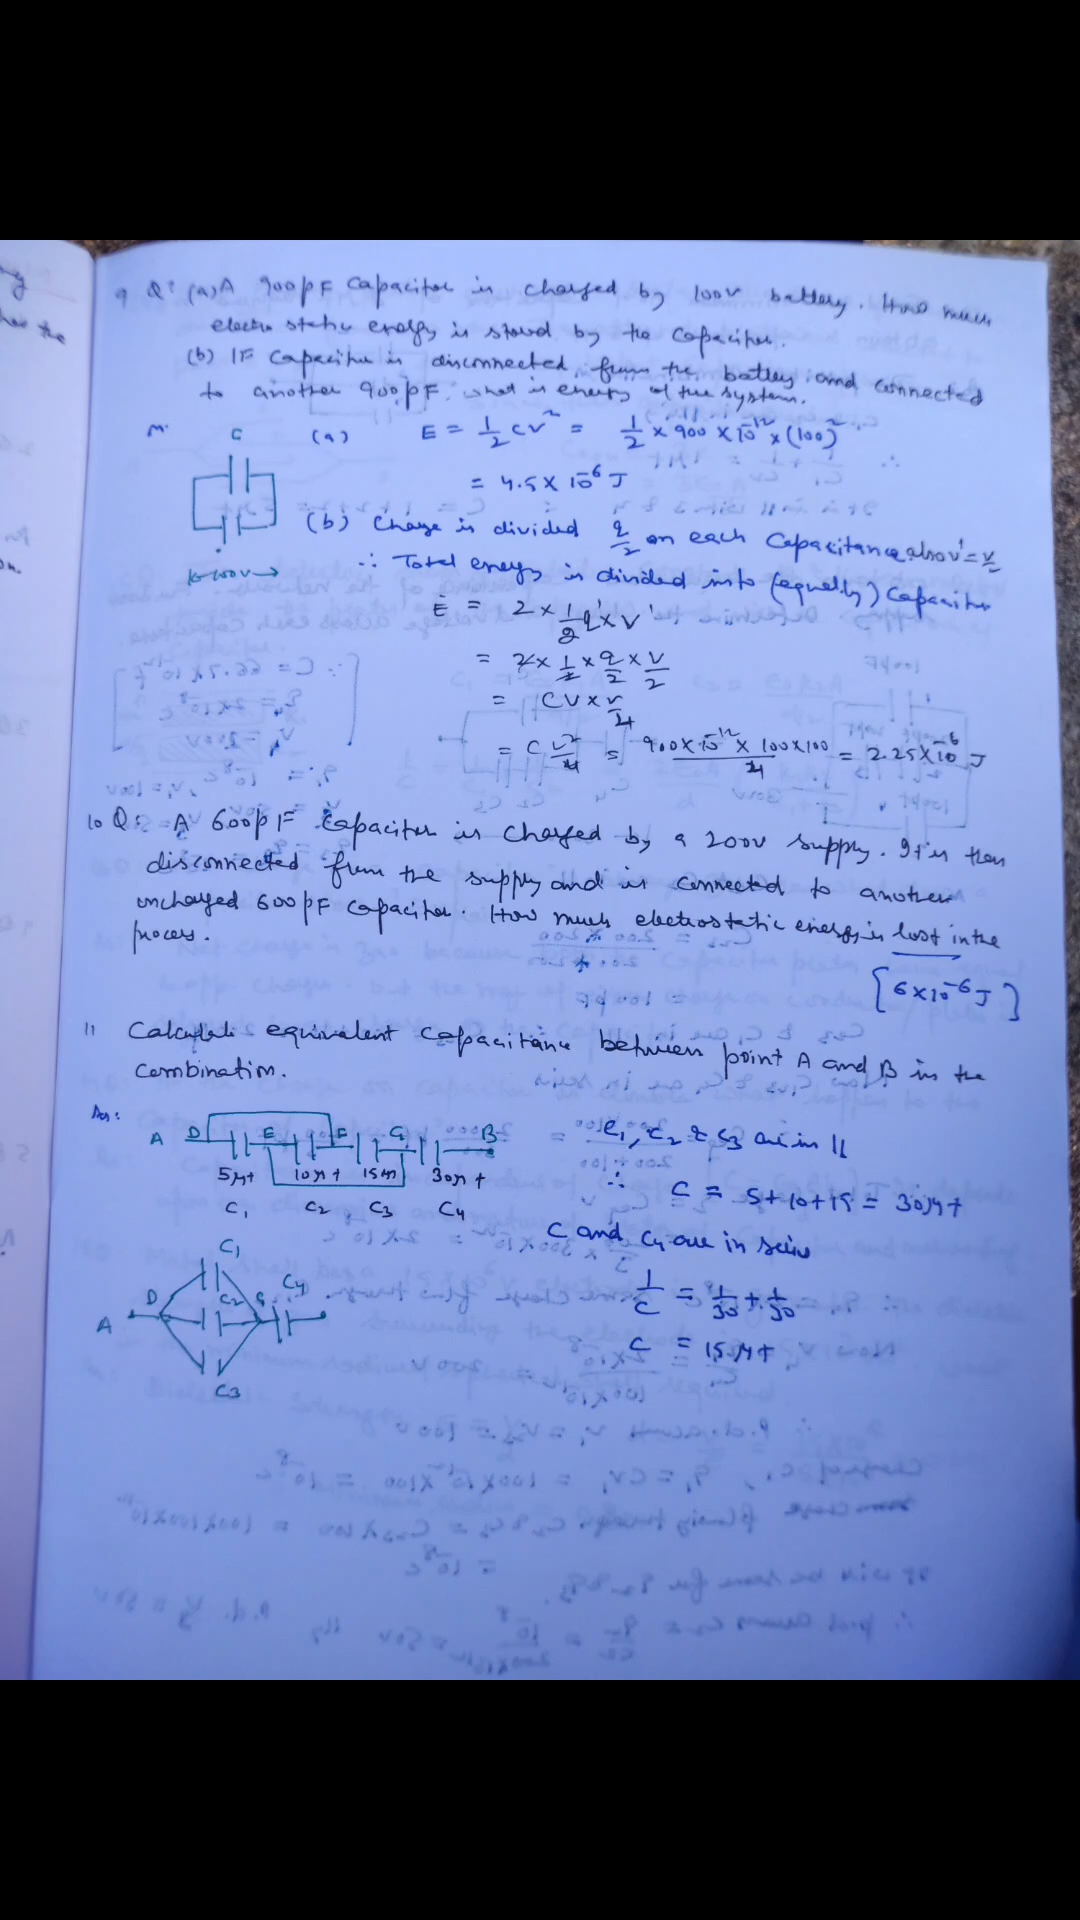 9 Q: (a) A 900pF Capacitor is charged by 100V battery. How much
electro static energy is stored by the capacitor.
(b) IF capacitor is disconnected from the battery and connected
to another 900pF. what is energy of the system.
C
(a) E = 1/2 CV² = 1/2 × 900 × 10⁻¹² × (100)²
= 4.5 × 10⁻⁶ J
(b) Charge is divided q/2 on each Capacitance, also V' = V/2
← 100V →
∴ Total energy is divided into (equally) Capacitor
E = 2 × 1/2 q' × V'
= 2 × 1/2 × q/2 × V/2
= CV × V/4
= C V²/4 = 900 × 10⁻¹² × 100 × 100 / 4 = 2.25 × 10⁻⁶ J
10 Q: A 600pF capacitor is charged by a 200V supply. It is then
disconnected from the supply and is connected to another
uncharged 600pF capacitor. How much electrostatic energy is lost in the
process.
[6 × 10⁻⁶ J]
11 Calculate equivalent capacitance between point A and B in the
combination.
Ans:
A D E F G B
5μf 10μf 15μf 30μf
C₁ C₂ C₃ C₄
C₁, C₂ & C₃ are in ||
∴ C = 5 + 10 + 15 = 30μf
C and C₄ are in series
1/C = 1/30 + 1/30
C = 15μf
C₁
D C₂ G C₄
A
C₃